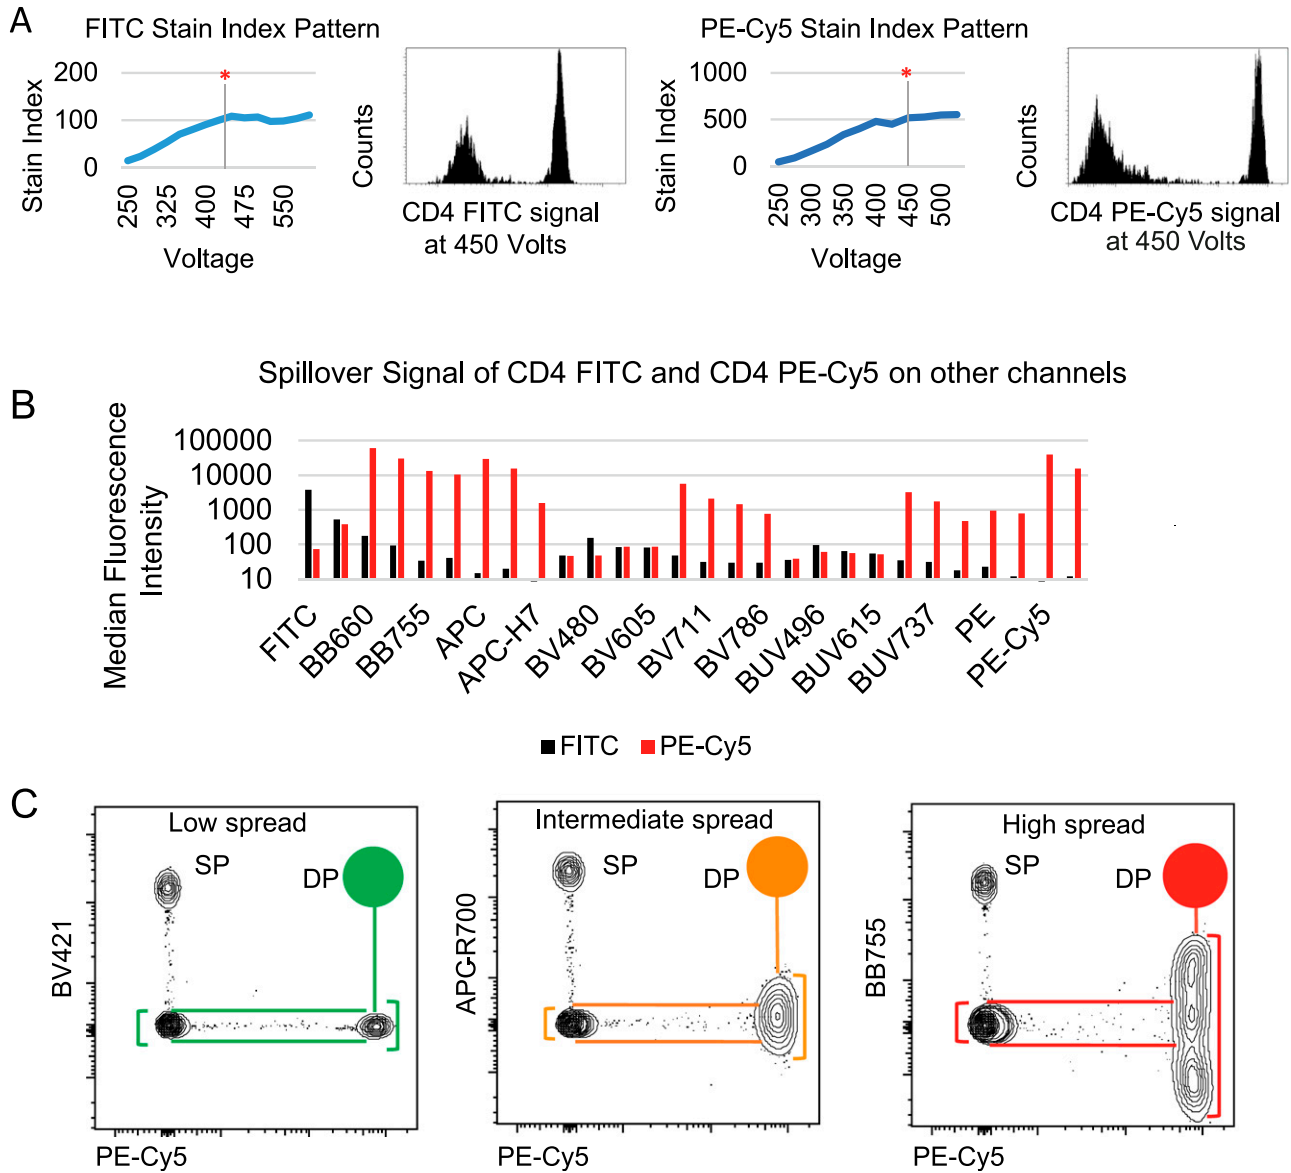 A
FITC Stain Index Pattern
PE-Cy5 Stain Index Pattern
Stain Index
200
100
0
*
250
325
400
475
550
Voltage
Counts
CD4 FITC signal
at 450 Volts
Stain Index
1000
500
0
*
250
300
350
400
450
500
Voltage
Counts
CD4 PE-Cy5 signal
at 450 Volts
Spillover Signal of CD4 FITC and CD4 PE-Cy5 on other channels
B
Median Fluorescence
Intensity
100000
10000
1000
100
10
FITC
BB660
BB755
APC
APC-H7
BV480
BV605
BV711
BV786
BUV496
BUV615
BUV737
PE
PE-Cy5
FITC PE-Cy5
C
Low spread
SP
DP
BV421
PE-Cy5
Intermediate spread
SP
DP
APC-R700
PE-Cy5
High spread
SP
DP
BB755
PE-Cy5